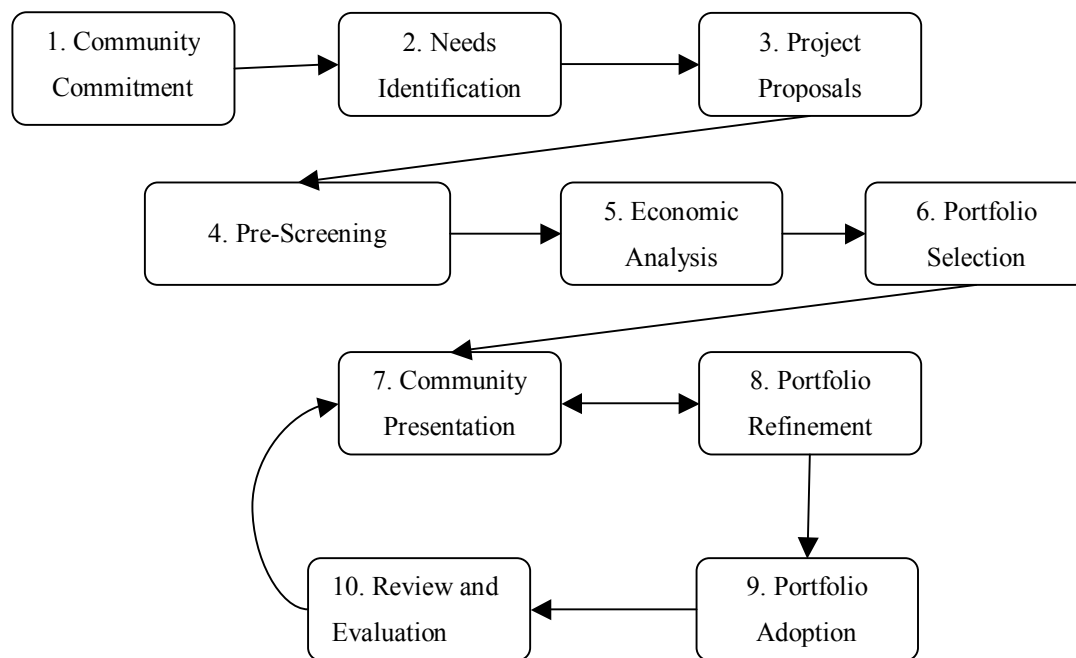 1. Community
Commitment
2. Needs
Identification
3. Project
Proposals
4. Pre-Screening
5. Economic
Analysis
6. Portfolio
Selection
7. Community
Presentation
8. Portfolio
Refinement
10. Review and
Evaluation
9. Portfolio
Adoption